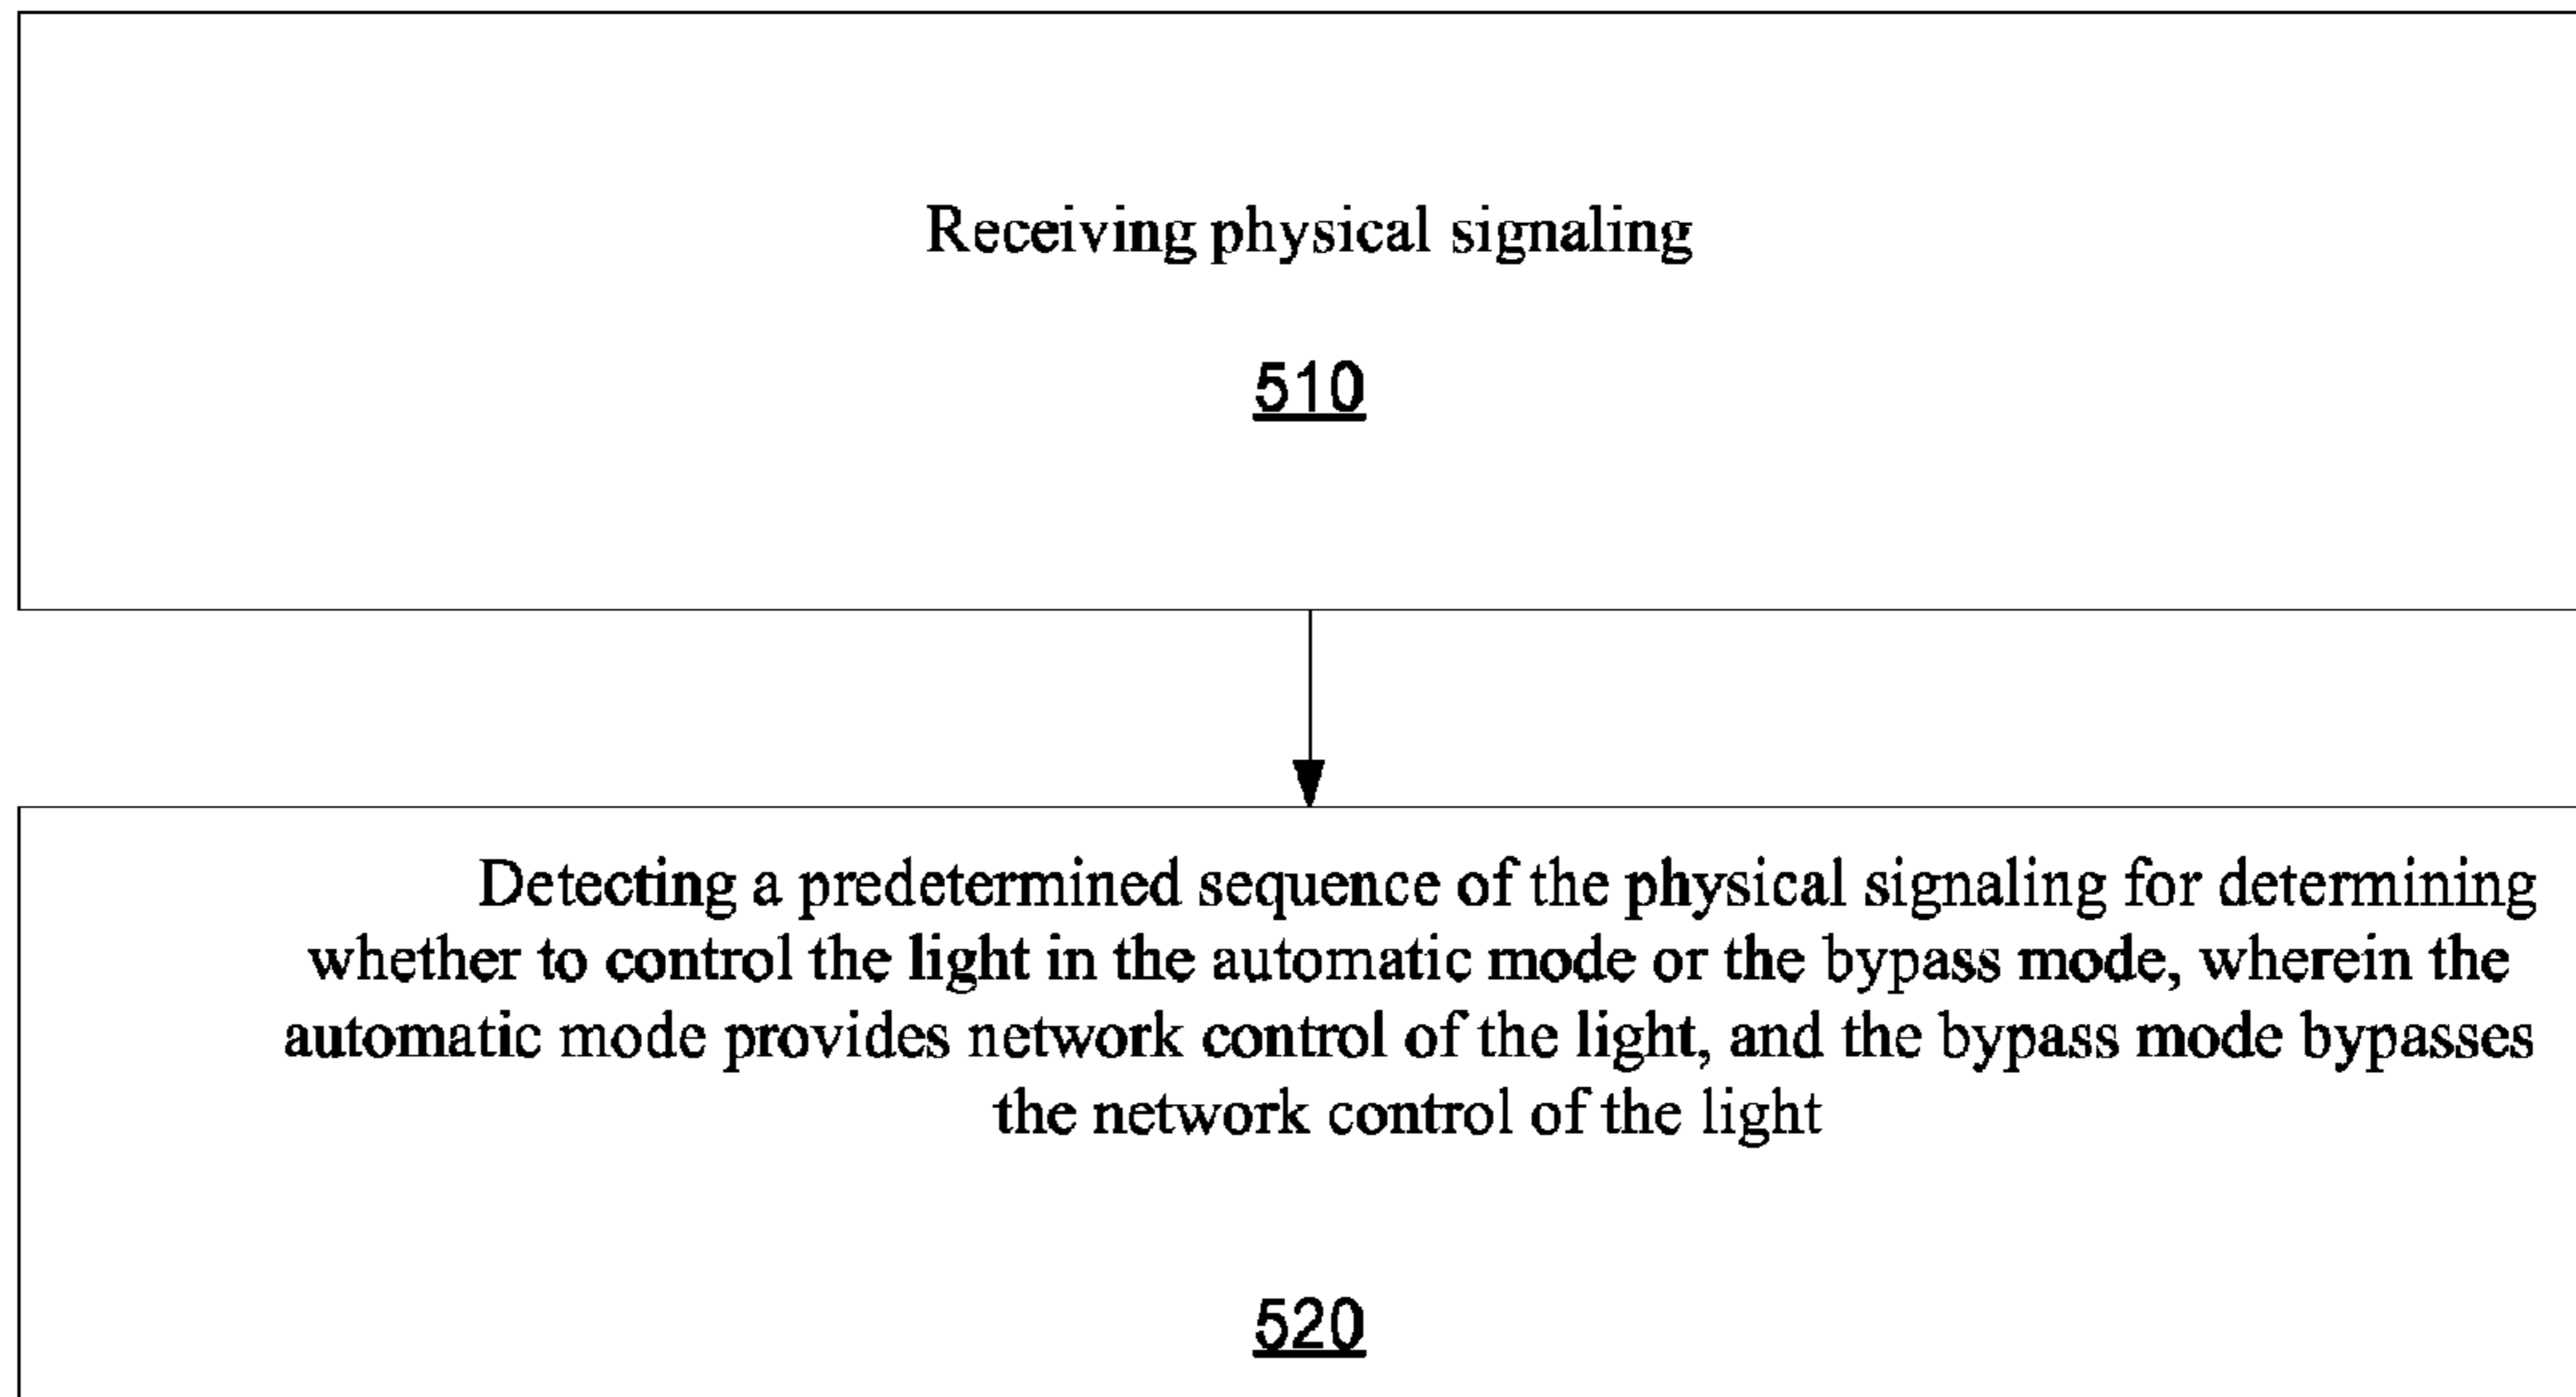 Receiving physical signaling
510
Detecting a predetermined sequence of the physical signaling for determining
whether to control the light in the automatic mode or the bypass mode, wherein the
automatic mode provides network control of the light, and the bypass mode bypasses
the network control of the light
520